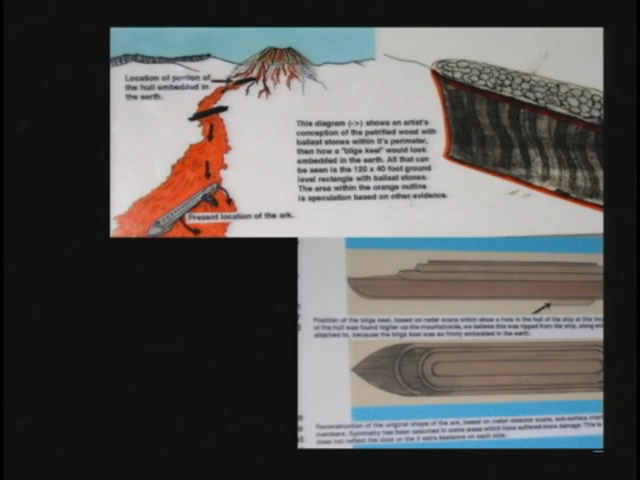 Location of portion of
the hull embedded in
the earth.
This diagram (->) shows an artist's
conception of the petrified wood with
ballast stones within it's perimeter,
then how a "bilge keel" would look
embedded in the earth. All that can
be seen is the 120 x 40 foot ground
level rectangle with ballast stones.
The area within the orange outline
is speculation based on other evidence.
Present location of the ark.
Position of the bilge keel, based on radar scans which show a hole in the hull of the ship at this
of the hull was found higher up the mountainside, we believe this was ripped from the ship, along
attached to, because the bilge keel was so firmly embedded in the earth.
Reconstruction of the original shape of the ark, based on metal detector scans, sub-surface
members. Symmetry has been assumed in some areas which have suffered more damage. This is
does not reflect the door or the 3 extra keelsons on each side.